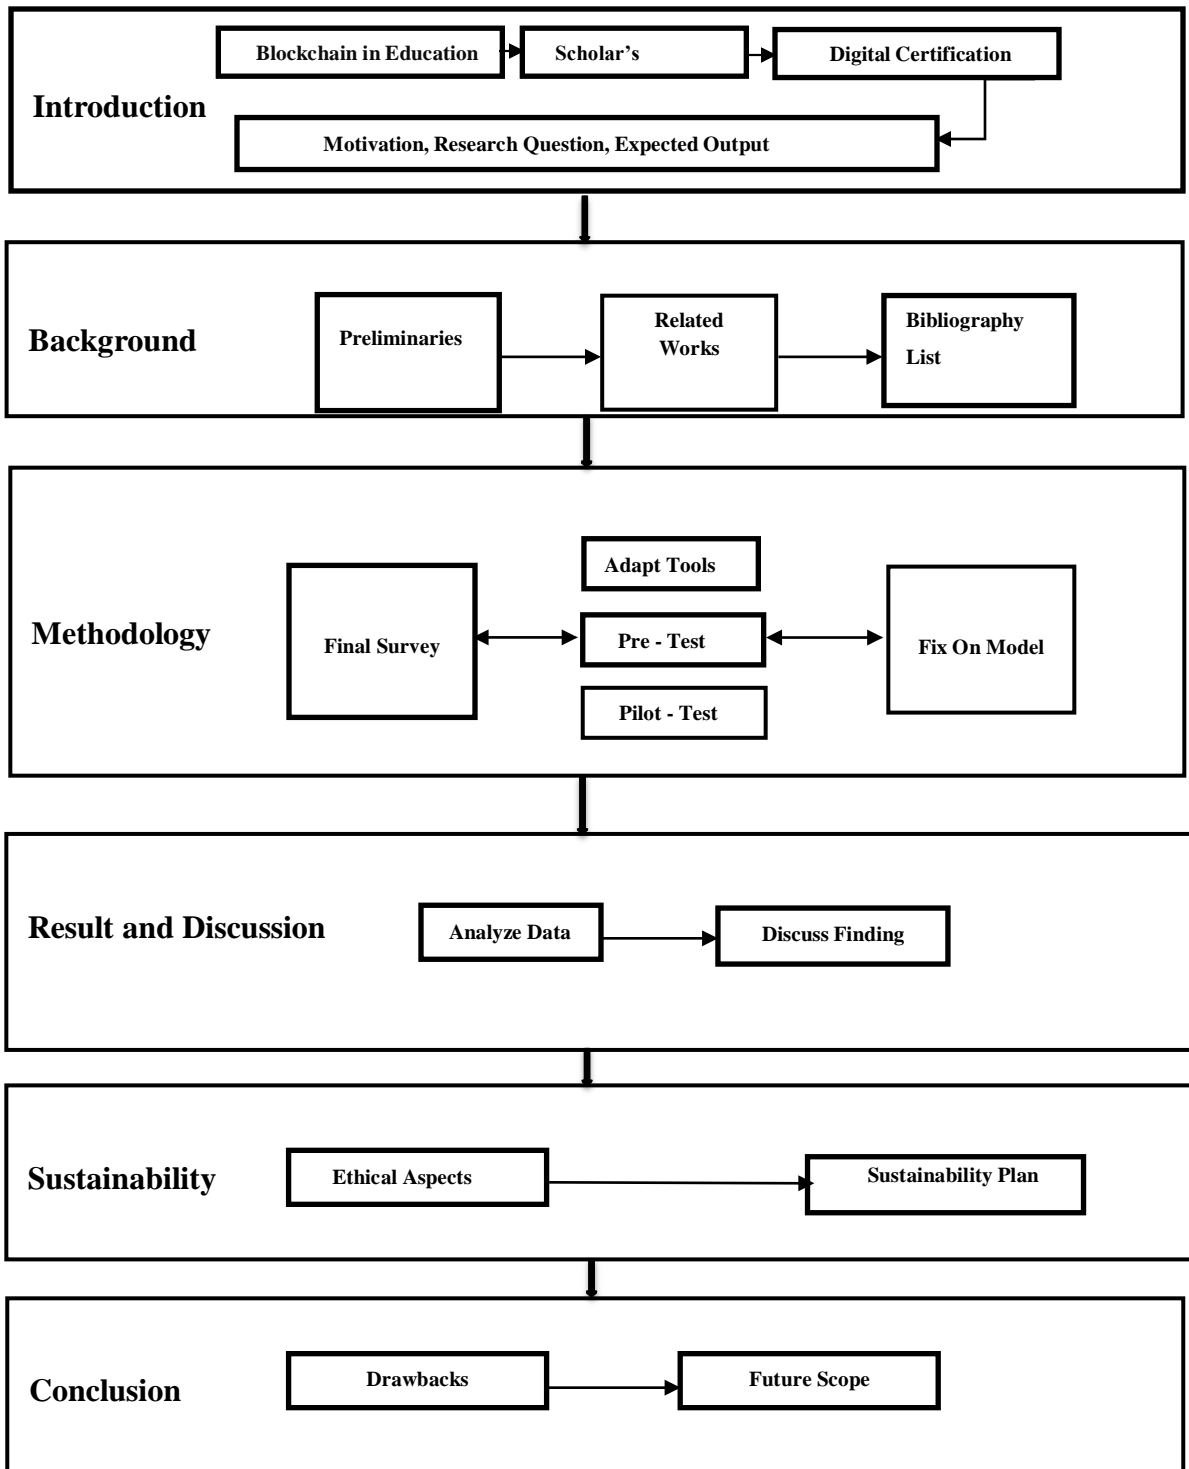 Blockchain in Education
Scholar's
Digital Certification
Introduction
Motivation, Research Question, Expected Output
Background
Preliminaries
Related
Works
Bibliography
List
Methodology
Final Survey
Adapt Tools
Pre - Test
Pilot - Test
Fix On Model
Result and Discussion
Analyze Data
Discuss Finding
Sustainability
Ethical Aspects
Sustainability Plan
Conclusion
Drawbacks
Future Scope